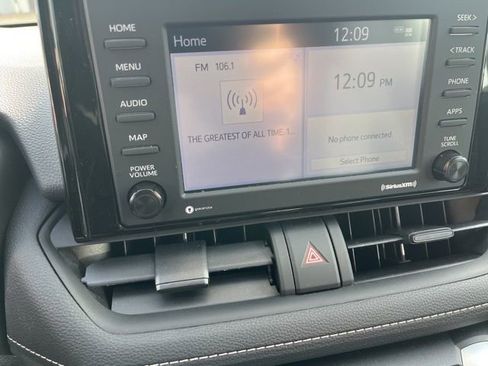 HOME
MENU
AUDIO
MAP
POWER
VOLUME
Home
12:09
FM 106.1
THE GREATEST OF ALL TIME. 1...
12:09 PM
No phone connected
Select Phone
SEEK >
< TRACK
PHONE
APPS
TUNE
SCROLL
SiriusXM